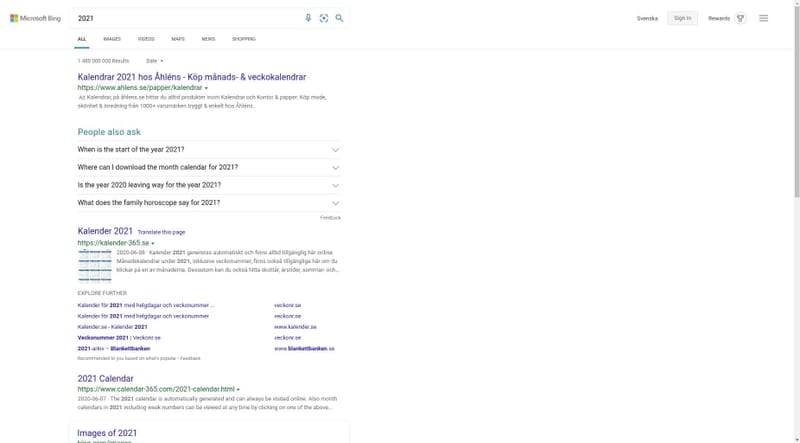 Microsoft Bing
2021
Svenska
Sign in
Rewards
ALL
IMAGES
VIDEOS
MAPS
NEWS
SHOPPING
1 480 000 000 Results
Date
Kalendrar 2021 hos Åhléns - Köp månads- & veckokalendrar
https://www.ahlens.se/papper/kalendrar
Ad Kalendrar, på åhlens.se hittar du alltid produkter inom Kalendrar och Kontor & papper. Köp mode,
skönhet & inredning från 1000+ varumärken tryggt & enkelt hos Åhléns.
People also ask
When is the start of the year 2021?
Where can I download the month calendar for 2021?
Is the year 2020 leaving way for the year 2021?
What does the family horoscope say for 2021?
Feedback
Kalender 2021 Translate this page
https://kalender-365.se
2020-06-08 · Kalender 2021 genereras automatiskt och finns alltid tillgänglig här online.
Månadskalendrar under 2021, inklusive veckonummer, finns också tillgängliga här om du
klickar på en av månaderna. Dessutom kan du också hitta skottår, årstider, sommar- och...
EXPLORE FURTHER
Kalender för 2021 med helgdagar och veckonummer ... veckonr.se
Kalender för 2021 med helgdagar och veckonummer veckonr.se
Kalender.se - Kalender 2021 www.kalender.se
Veckonummer 2021 | Veckonr.se veckonr.se
2021-arkiv – Blankettbanken www.blankettbanken.se
Recommended to you based on what's popular • Feedback
2021 Calendar
https://www.calendar-365.com/2021-calendar.html
2020-06-07 · The 2021 calendar is automatically generated and can always be visited online. Also month
calendars in 2021 including week numbers can be viewed at any time by clicking on one of the above...
Images of 2021
bing.com/images